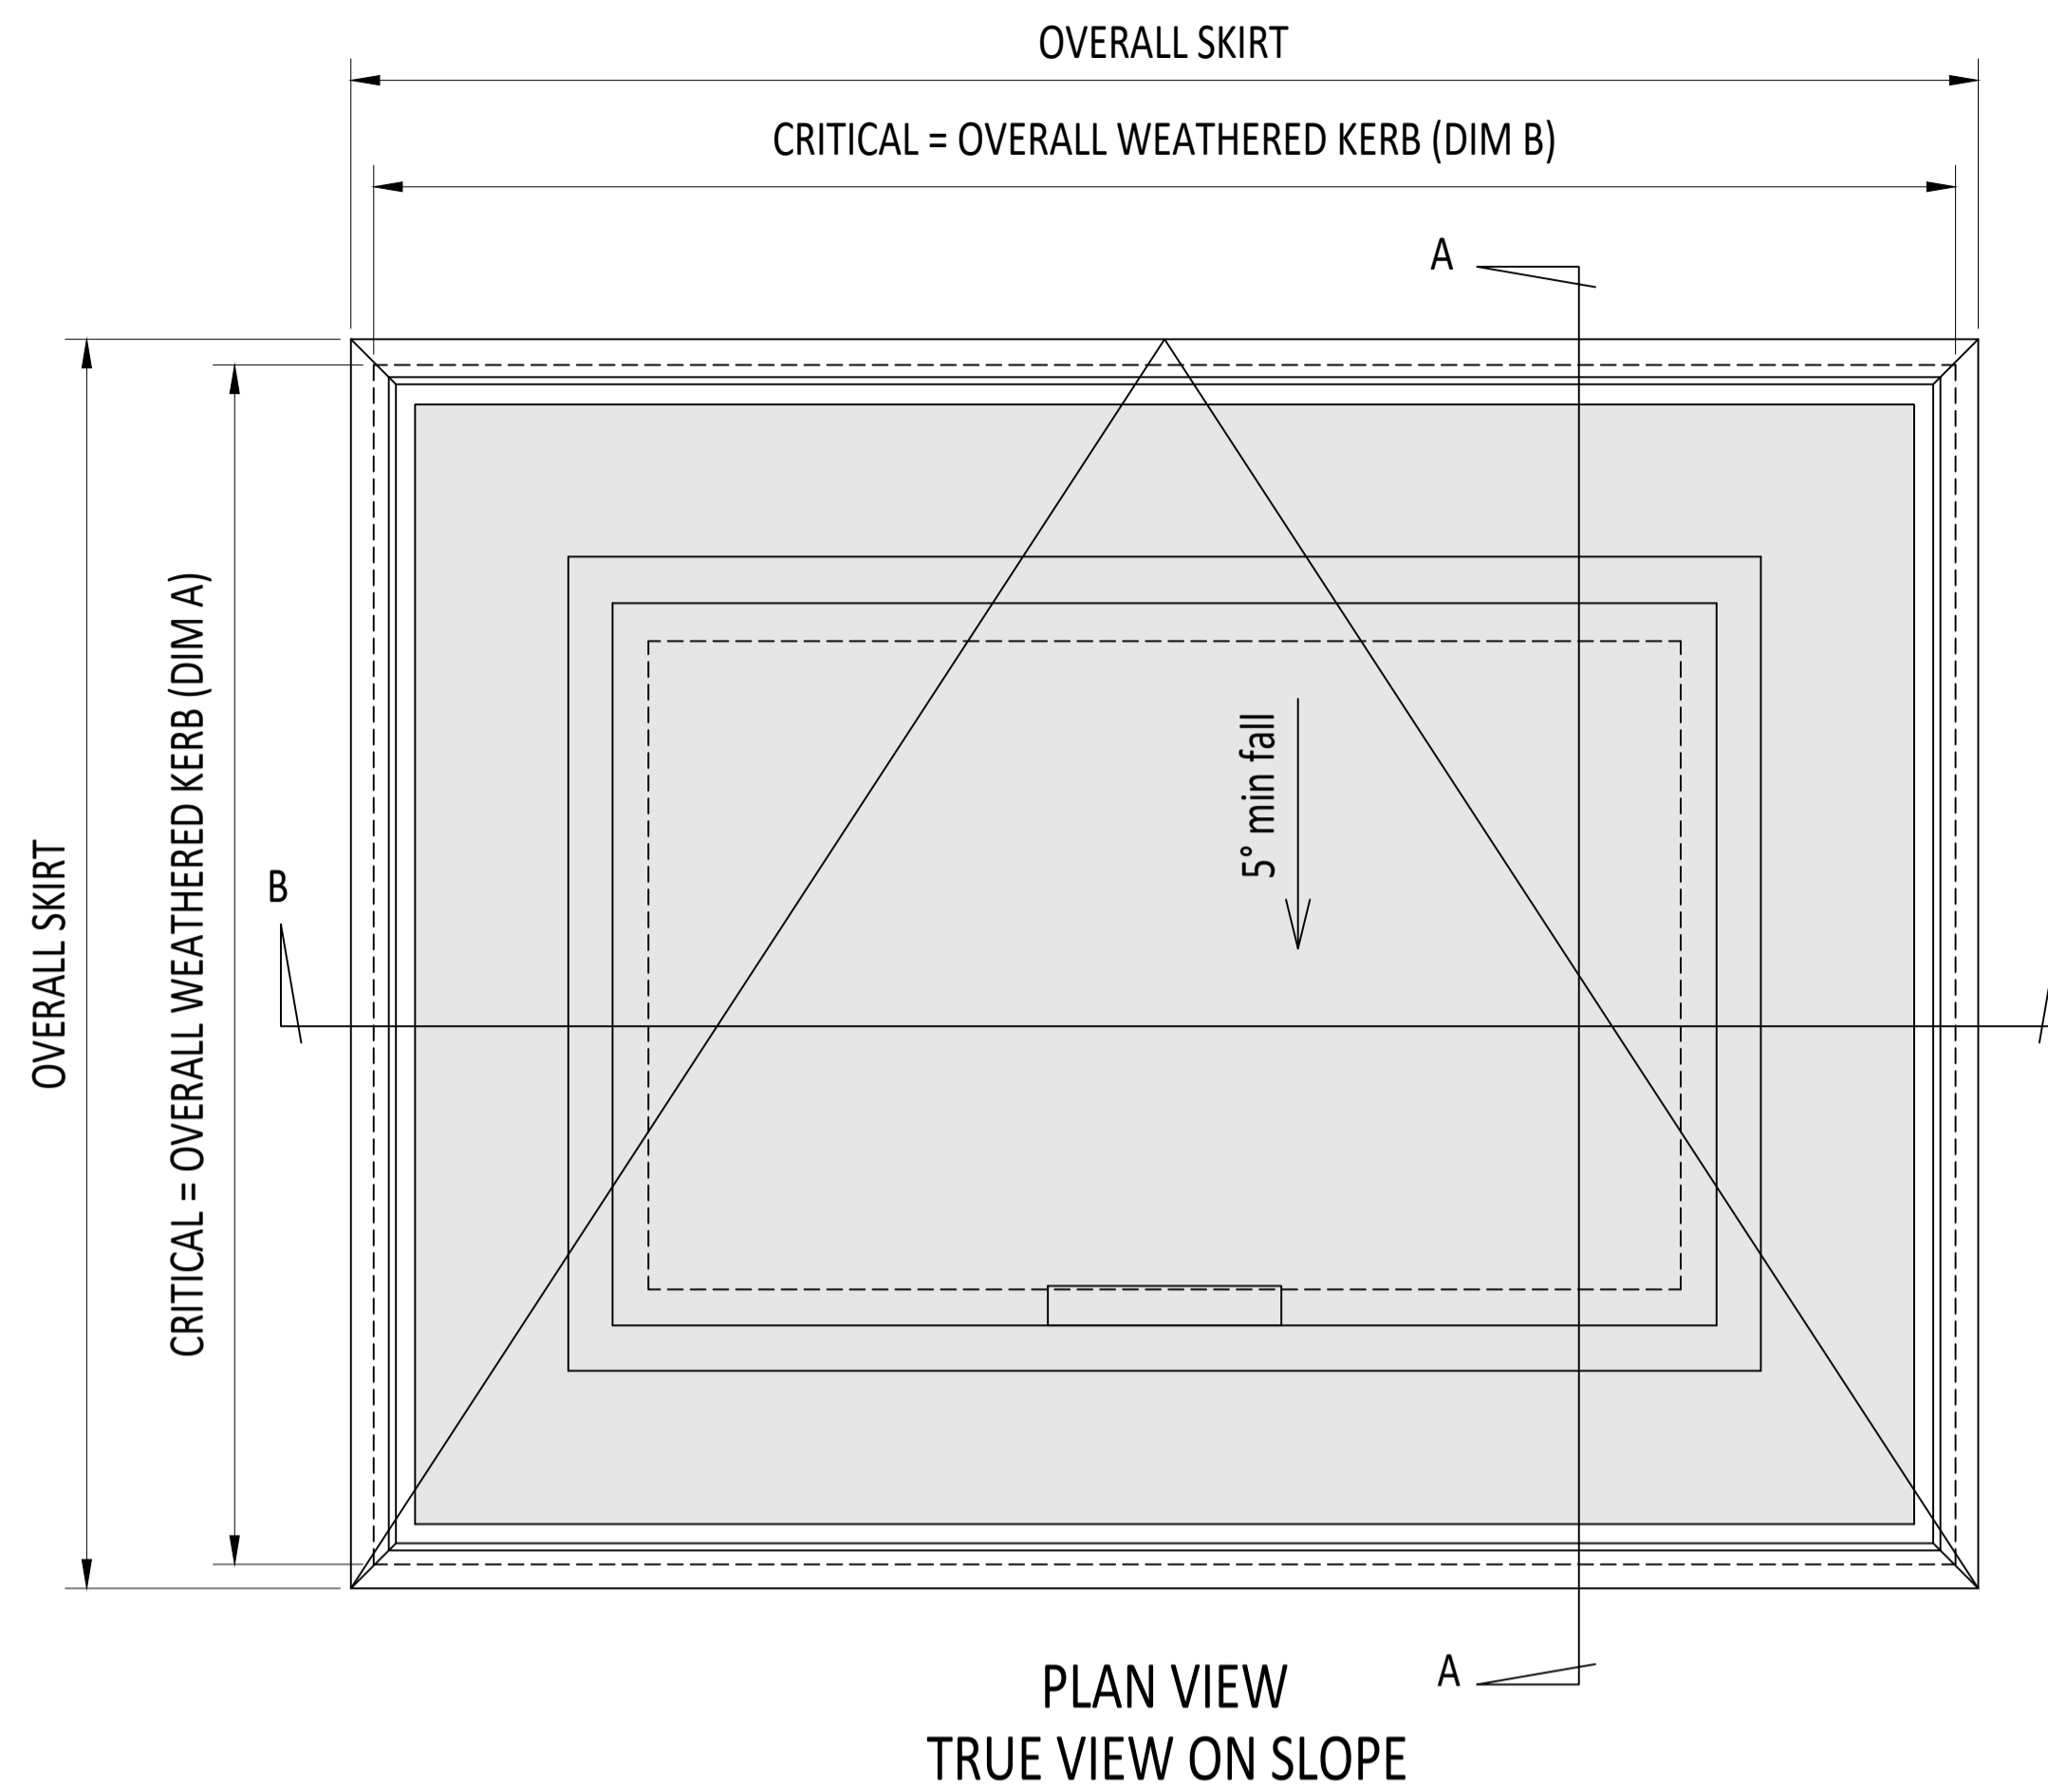 OVERALL SKIRT
CRITICAL = OVERALL WEATHERED KERB (DIM B)
A
OVERALL SKIRT
CRITICAL = OVERALL WEATHERED KERB (DIM A)
B
5° min fall
A
PLAN VIEW
TRUE VIEW ON SLOPE